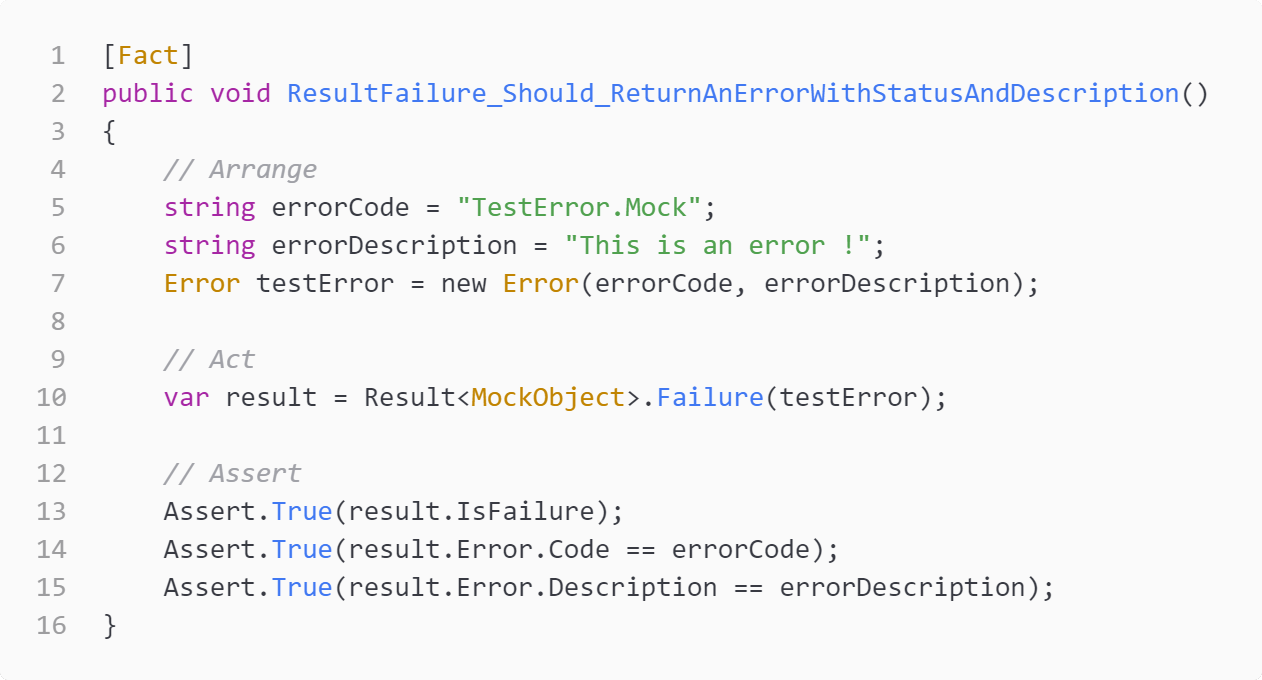 1 [Fact]
2 public void ResultFailure_Should_ReturnAnErrorWithStatusAndDescription()
3 {
4     // Arrange
5     string errorCode = "TestError.Mock";
6     string errorDescription = "This is an error !";
7     Error testError = new Error(errorCode, errorDescription);
8
9     // Act
10     var result = Result<MockObject>.Failure(testError);
11
12     // Assert
13     Assert.True(result.IsFailure);
14     Assert.True(result.Error.Code == errorCode);
15     Assert.True(result.Error.Description == errorDescription);
16 }